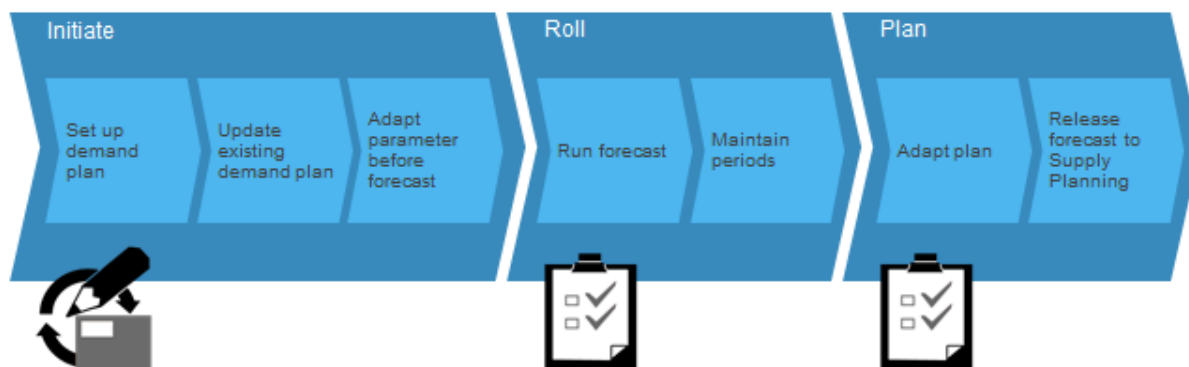 Initiate
Set up
demand
plan
Update
existing
demand plan
Adapt
parameter
before
forecast
Roll
Run forecast
Maintain
periods
Plan
Adapt plan
Release
forecast to
Supply
Planning